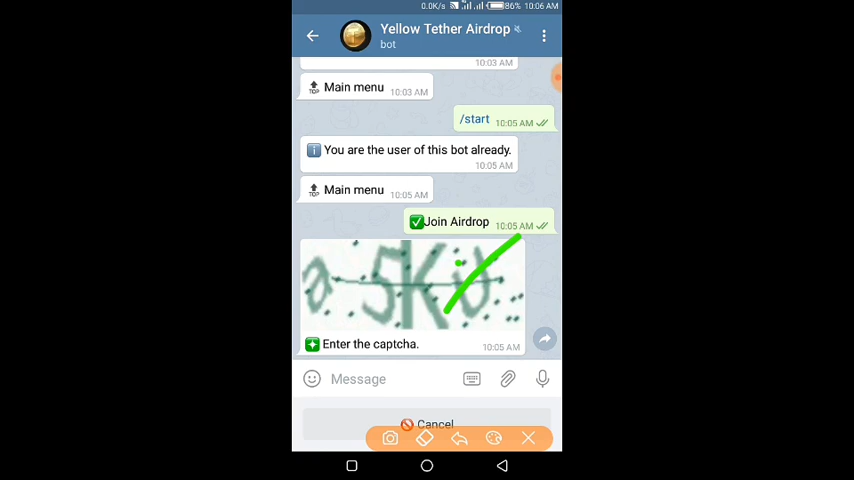 0.0K/s 86% 10:06 AM
Yellow Tether Airdrop
bot
10:03 AM
TOP Main menu 10:03 AM
/start 10:05 AM
You are the user of this bot already.
10:05 AM
TOP Main menu 10:05 AM
Join Airdrop 10:05 AM
Enter the captcha. 10:05 AM
Message
Cancel